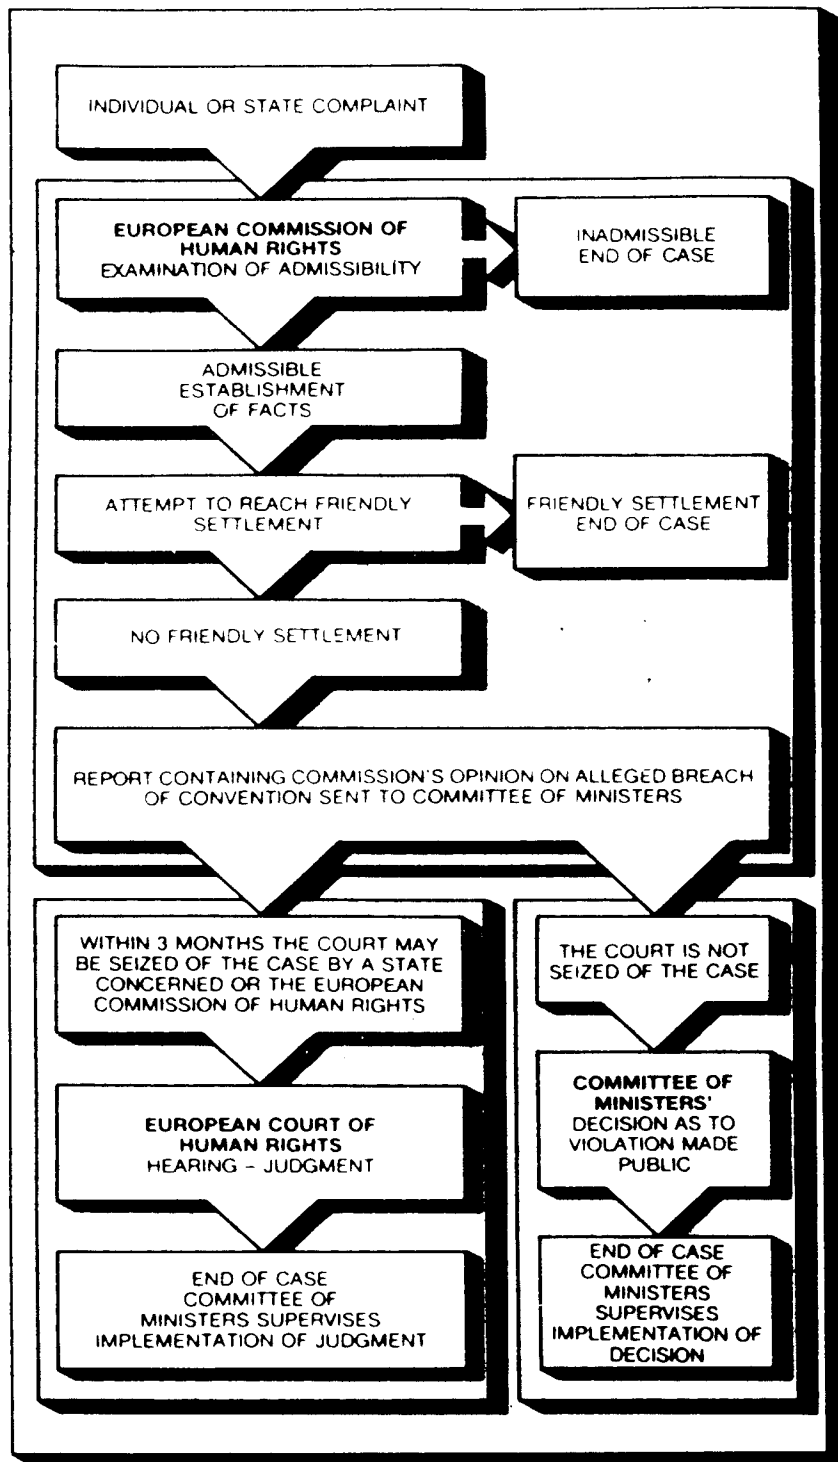 INDIVIDUAL OR STATE COMPLAINT
EUROPEAN COMMISSION OF
HUMAN RIGHTS
EXAMINATION OF ADMISSIBILITY
INADMISSIBLE
END OF CASE
ADMISSIBLE
ESTABLISHMENT
OF FACTS
ATTEMPT TO REACH FRIENDLY
SETTLEMENT
FRIENDLY SETTLEMENT
END OF CASE
NO FRIENDLY SETTLEMENT
REPORT CONTAINING COMMISSION'S OPINION ON ALLEGED BREACH
OF CONVENTION SENT TO COMMITTEE OF MINISTERS
WITHIN 3 MONTHS THE COURT MAY
BE SEIZED OF THE CASE BY A STATE
CONCERNED OR THE EUROPEAN
COMMISSION OF HUMAN RIGHTS
EUROPEAN COURT OF
HUMAN RIGHTS
HEARING – JUDGMENT
END OF CASE
COMMITTEE OF
MINISTERS SUPERVISES
IMPLEMENTATION OF JUDGMENT
THE COURT IS NOT
SEIZED OF THE CASE
COMMITTEE OF
MINISTERS'
DECISION AS TO
VIOLATION MADE
PUBLIC
END OF CASE
COMMITTEE OF
MINISTERS
SUPERVISES
IMPLEMENTATION OF
DECISION